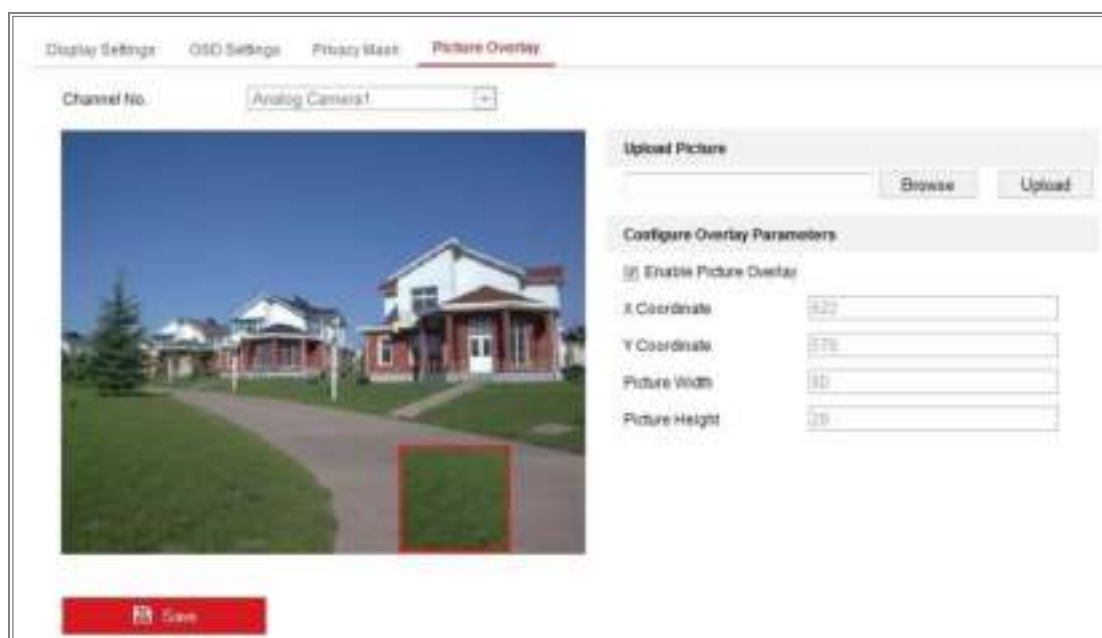 Display Settings OSD Settings Privacy Mask Picture Overlay
Channel No. Analog Camera1
Upload Picture
Browse Upload
Configure Overlay Parameters
Enable Picture Overlay
X Coordinate
Y Coordinate
Picture Width
Picture Height
Save